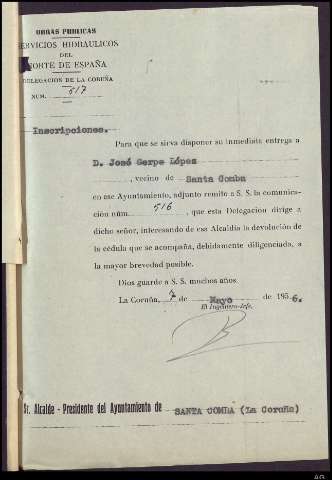 OBRAS PUBLICAS
SERVICIOS HIDRAULICOS
DEL
NORTE DE ESPAÑA
DELEGACION DE LA CORUÑA
NUM. 617
Inscripciones.
Para que se sirva disponer su inmediata entrega a
D. José Serpe López
, vecino de Santa Comba
en ese Ayuntamiento, adjunto remito a S. S. la comunica-
ción núm. 616, que esta Delegación dirige a
dicho señor, interesando de esa Alcaldía la devolución de
la cédula que se acompaña, debidamente diligenciada, a
la mayor brevedad posible.
Dios guarde a S. S. muchos años.
La Coruña, 7 de Mayo de 1956.
El Ingeniero-Jefe,
Sr. Alcalde - Presidente del Ayuntamiento de SANTA COMBA (La Coruña)